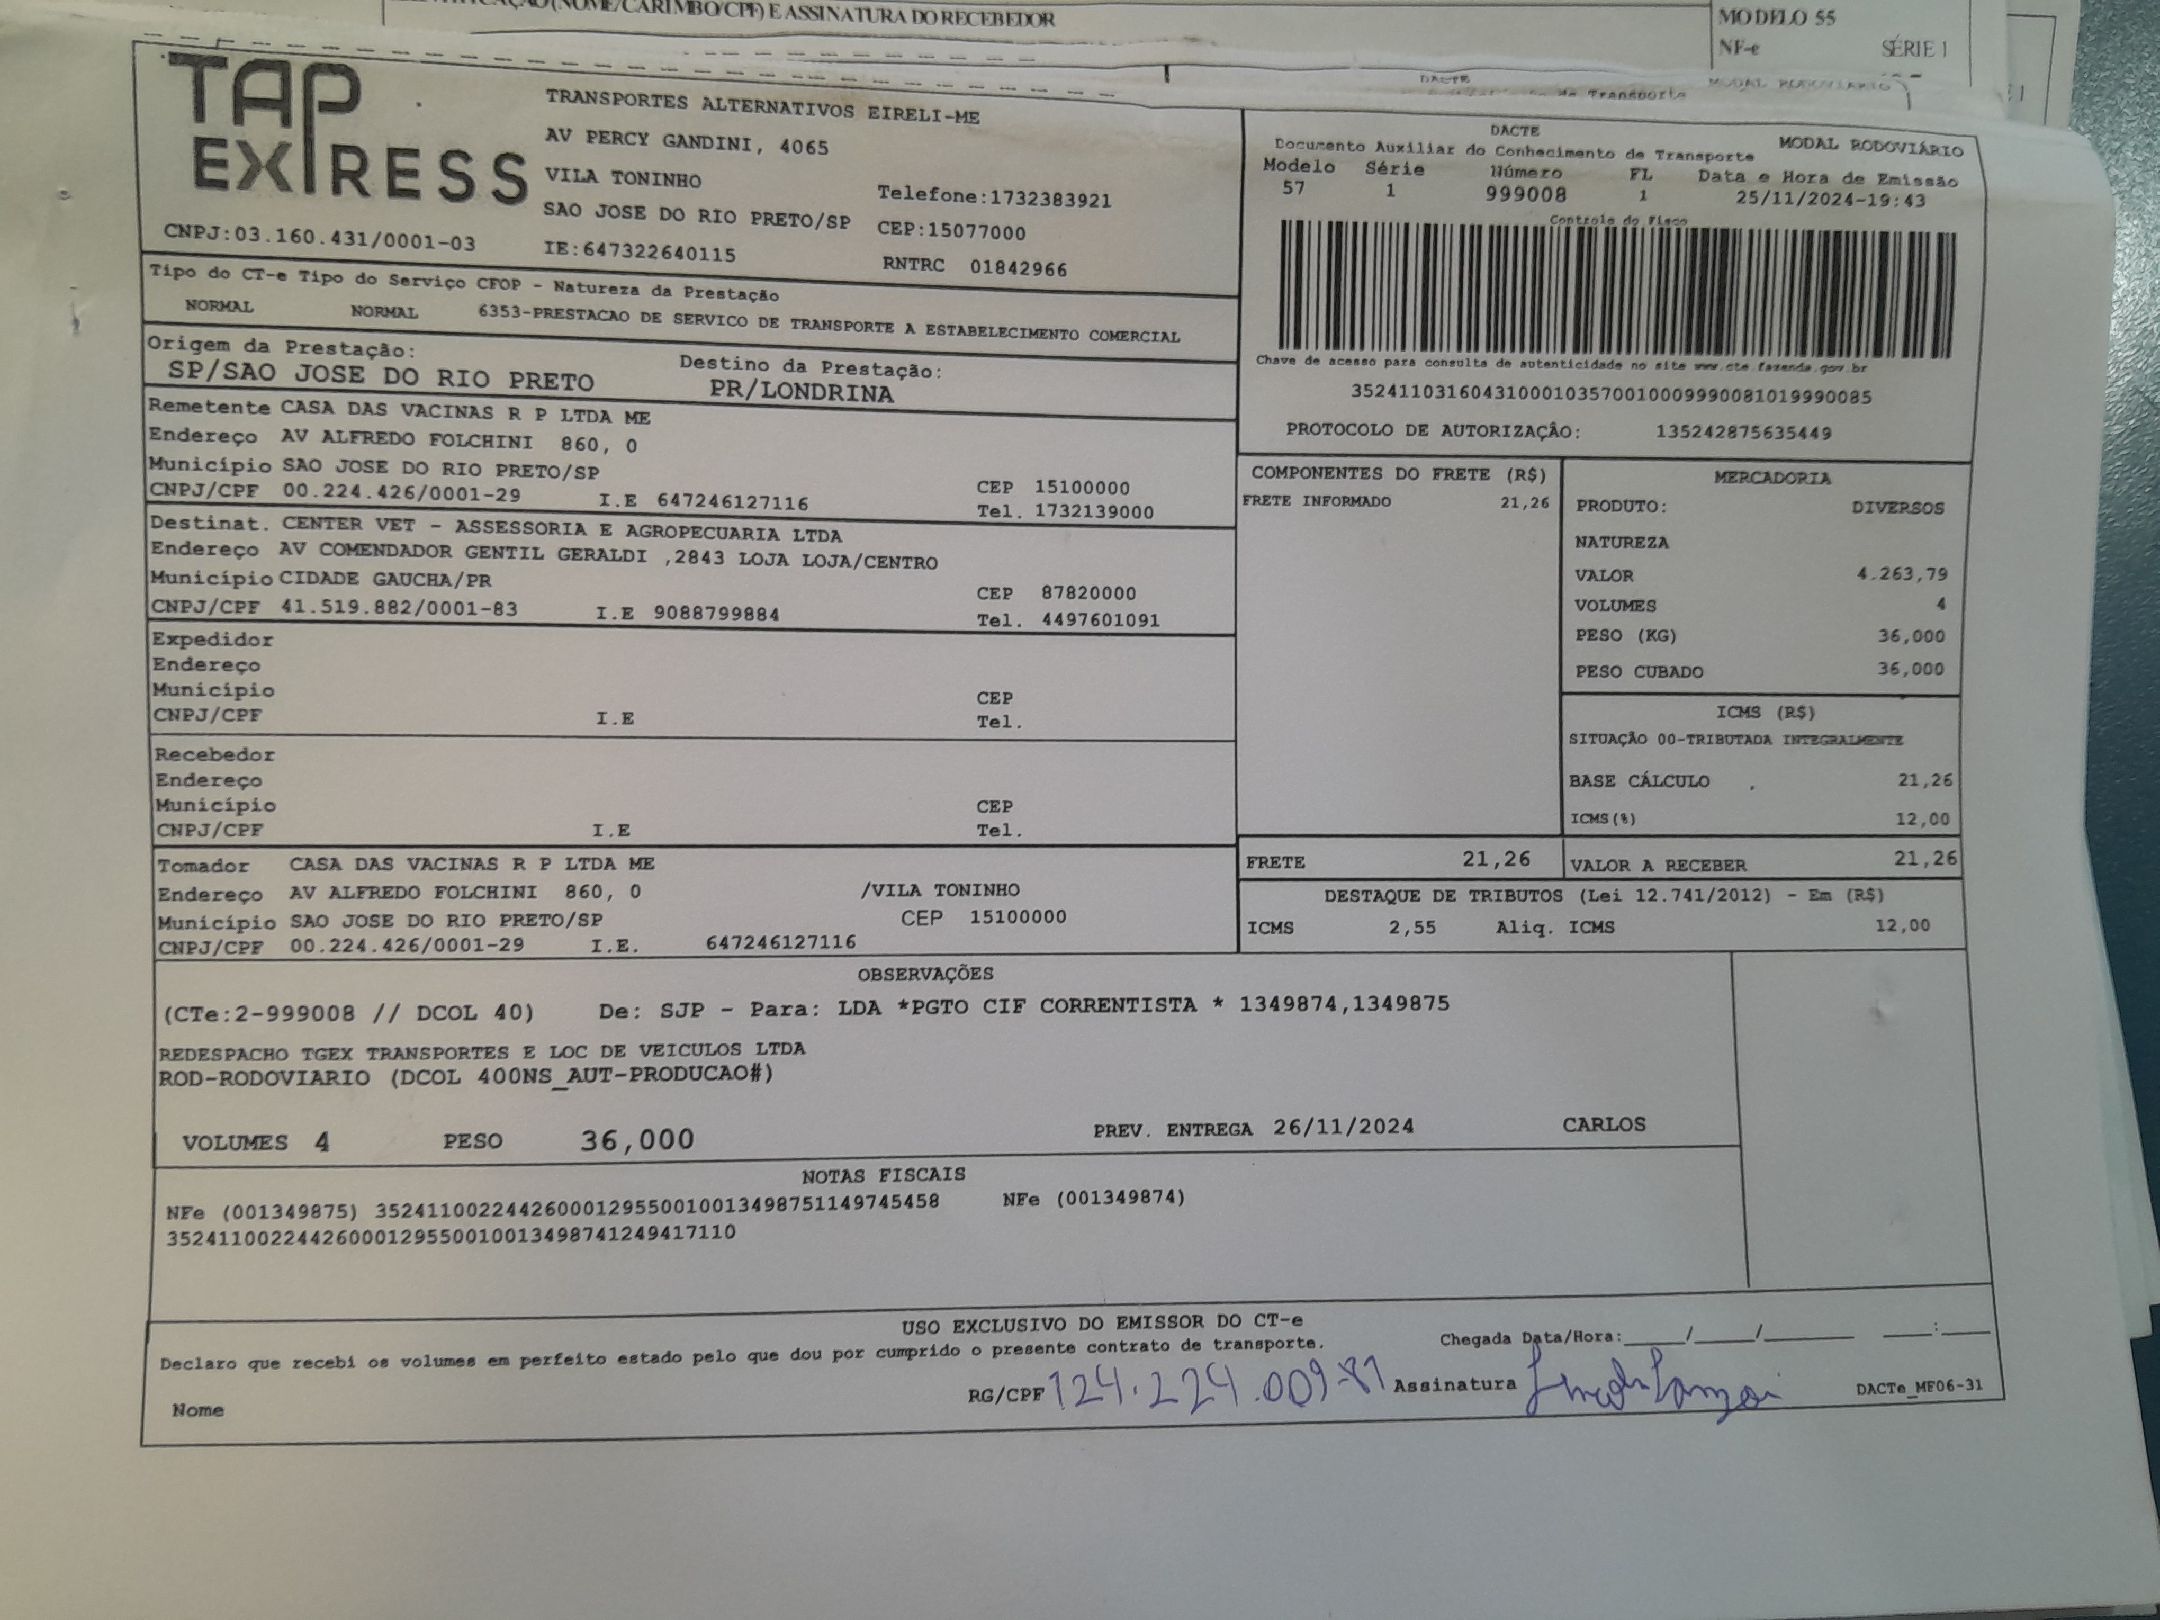 E ASSINATURA DO RECEBEDOR
MODELO 55
NF-e SÉRIE 1
DACTE
de Transporte MODAL RODOVIÁRIO
TAP EXPRESS
TRANSPORTES ALTERNATIVOS EIRELI-ME
AV PERCY GANDINI, 4065
VILA TONINHO
Telefone:1732383921
SAO JOSE DO RIO PRETO/SP CEP:15077000
CNPJ:03.160.431/0001-03 IE:647322640115 RNTRC 01842966
DACTE MODAL RODOVIÁRIO
Documento Auxiliar do Conhecimento de Transporte
Modelo Série Número FL Data e Hora de Emissão
57 1 999008 1 25/11/2024-19:43
Controle do Fisco
Chave de acesso para consulta de autenticidade no site www.cte.fazenda.gov.br
35241103160431000103570010009990081019990085
PROTOCOLO DE AUTORIZAÇÂO: 135242875635449
Tipo do CT-e Tipo do Serviço CFOP - Natureza da Prestação
NORMAL NORMAL 6353-PRESTACAO DE SERVICO DE TRANSPORTE A ESTABELECIMENTO COMERCIAL
Origem da Prestação: Destino da Prestação:
SP/SAO JOSE DO RIO PRETO PR/LONDRINA
Remetente CASA DAS VACINAS R P LTDA ME
Endereço AV ALFREDO FOLCHINI 860, 0
Município SAO JOSE DO RIO PRETO/SP CEP 15100000
CNPJ/CPF 00.224.426/0001-29 I.E 647246127116 Tel. 1732139000
Destinat. CENTER VET - ASSESSORIA E AGROPECUARIA LTDA
Endereço AV COMENDADOR GENTIL GERALDI ,2843 LOJA LOJA/CENTRO
Município CIDADE GAUCHA/PR CEP 87820000
CNPJ/CPF 41.519.882/0001-83 I.E 9088799884 Tel. 4497601091
Expedidor
Endereço
Município CEP
CNPJ/CPF I.E Tel.
Recebedor
Endereço
Município CEP
CNPJ/CPF I.E Tel.
Tomador CASA DAS VACINAS R P LTDA ME
Endereço AV ALFREDO FOLCHINI 860, 0 /VILA TONINHO
Município SAO JOSE DO RIO PRETO/SP CEP 15100000
CNPJ/CPF 00.224.426/0001-29 I.E. 647246127116
COMPONENTES DO FRETE (R$)
FRETE INFORMADO 21,26
MERCADORIA
PRODUTO: DIVERSOS
NATUREZA
VALOR 4.263,79
VOLUMES 4
PESO (KG) 36,000
PESO CUBADO 36,000
ICMS (R$)
SITUAÇÃO 00-TRIBUTADA INTEGRALMENTE
BASE CÁLCULO 21,26
ICMS(%) 12,00
FRETE 21,26 VALOR A RECEBER 21,26
DESTAQUE DE TRIBUTOS (Lei 12.741/2012) - Em (R$)
ICMS 2,55 Aliq. ICMS 12,00
OBSERVAÇÕES
(CTe:2-999008 // DCOL 40) De: SJP - Para: LDA *PGTO CIF CORRENTISTA * 1349874,1349875
REDESPACHO TGEX TRANSPORTES E LOC DE VEICULOS LTDA
ROD-RODOVIARIO (DCOL 400NS_AUT-PRODUCAO#)
VOLUMES 4 PESO 36,000 PREV. ENTREGA 26/11/2024 CARLOS
NOTAS FISCAIS
NFe (001349875) 35241100224426000129550010013498751149745458 NFe (001349874)
35241100224426000129550010013498741249417110
USO EXCLUSIVO DO EMISSOR DO CT-e
Declaro que recebi os volumes em perfeito estado pelo que dou por cumprido o presente contrato de transporte. Chegada Data/Hora:_____/_____/_______ ___:____
Nome RG/CPF 124.224.009-81 Assinatura DACTe_MF06-31